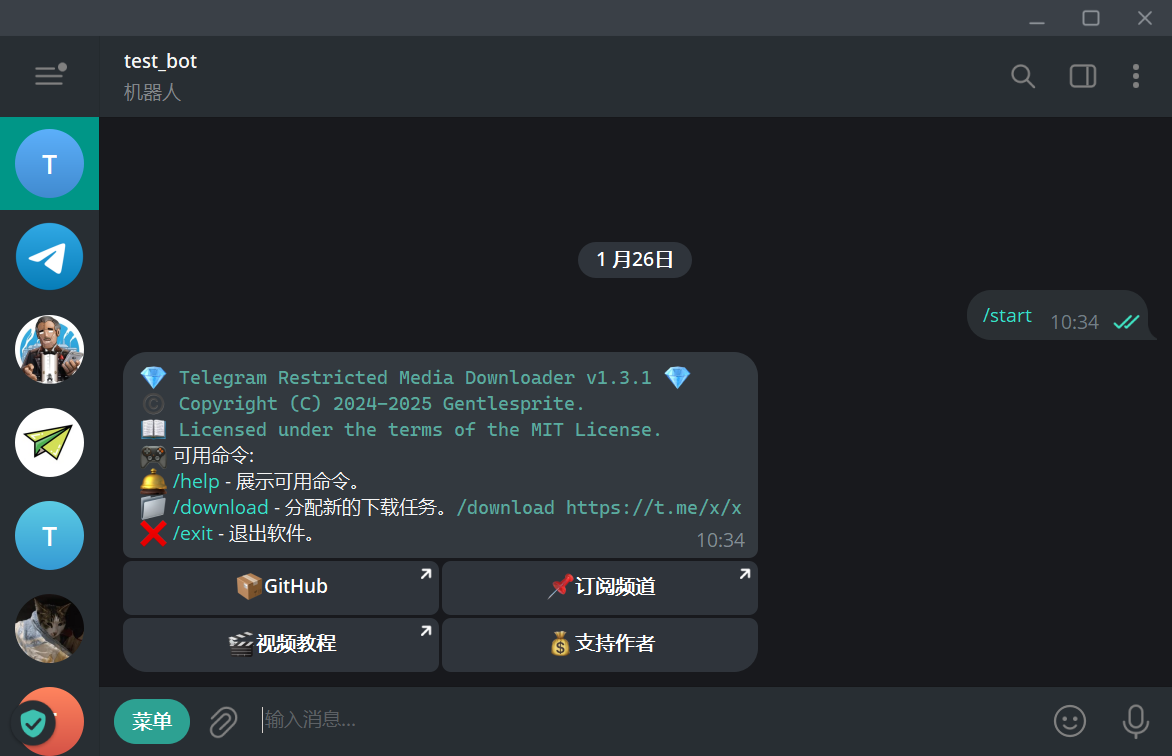 test_bot
机器人
T
1 月26日
/start 10:34
💎 Telegram Restricted Media Downloader v1.3.1 💎
©️ Copyright (C) 2024-2025 Gentlesprite.
📖 Licensed under the terms of the MIT License.
🎮 可用命令:
🛎️ /help - 展示可用命令。
📁 /download - 分配新的下载任务。/download https://t.me/x/x
❌ /exit - 退出软件。
10:34
📦GitHub
📌订阅频道
🎬视频教程
💰支持作者
T
菜单
输入消息...